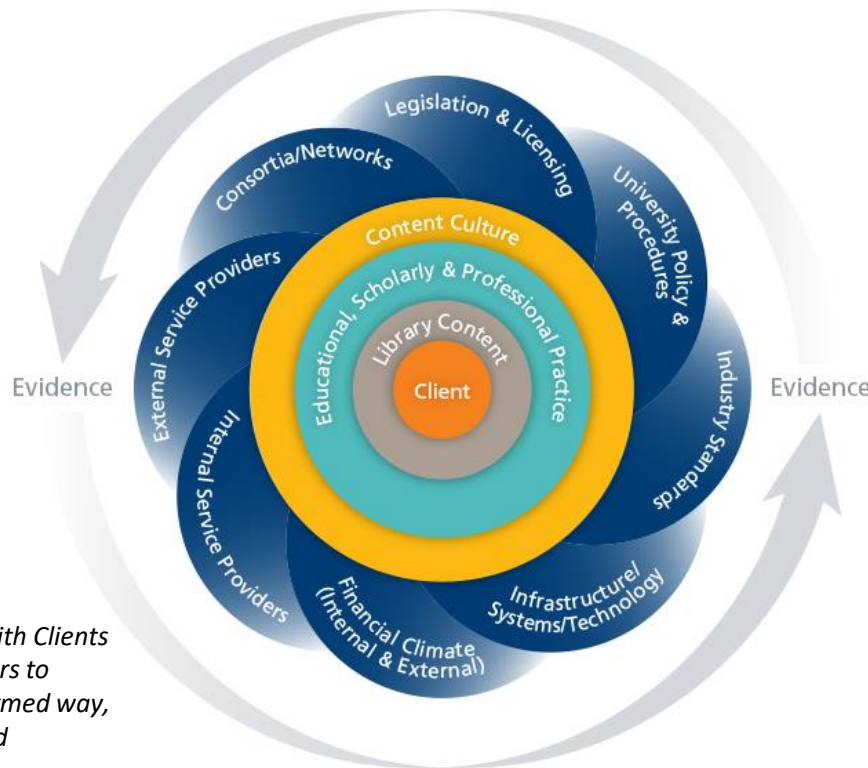 Legislation & Licensing
Consortia/Networks
University Policy &
Procedures
Content Culture
External Service Providers
Educational, Scholarly & Professional Practice
Library Content
Client
Evidence
Evidence
Industry Standards
Internal Service Providers
Infrastructure/
Systems/Technology
Financial Climate
(Internal & External)
ith Clients
rs to
rmed way,
d